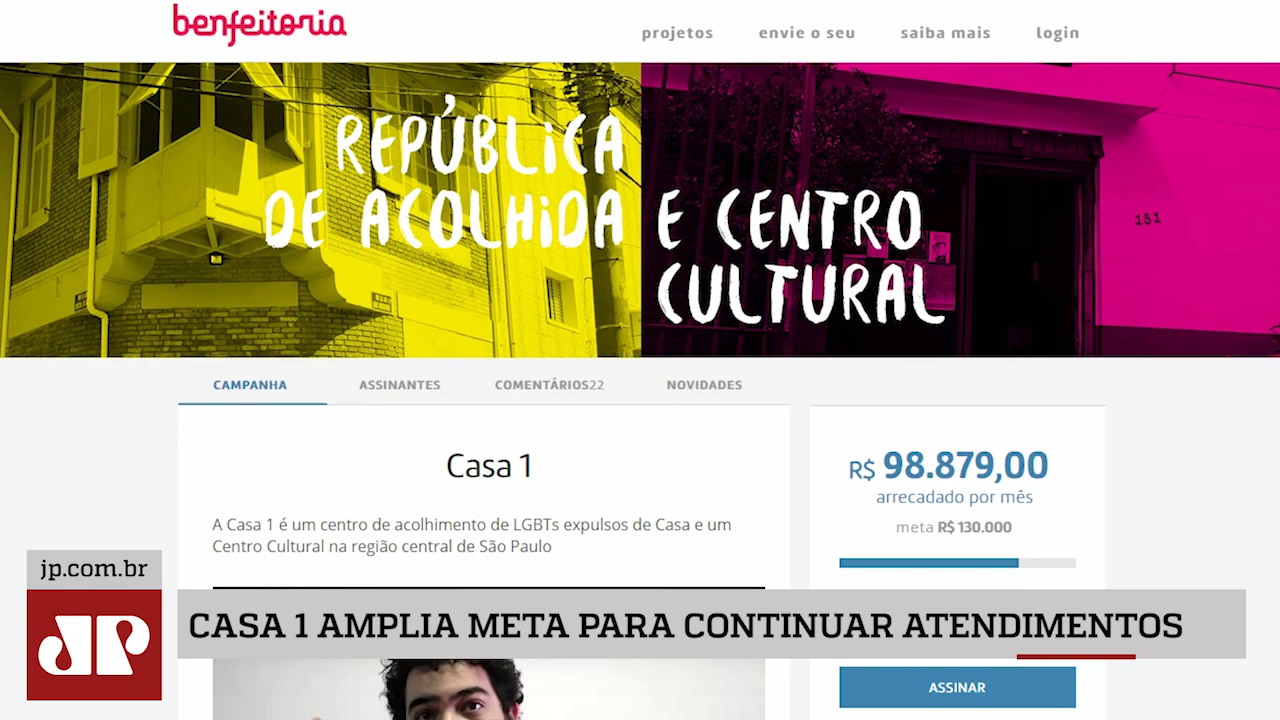 benfeitoria
projetos
envie o seu
saiba mais
login
REPÚBLICA
DE ACOLHIDA
E CENTRO
CULTURAL
151
CAMPANHA
ASSINANTES
COMENTÁRIOS22
NOVIDADES
Casa 1
A Casa 1 é um centro de acolhimento de LGBTs expulsos de Casa e um
Centro Cultural na região central de São Paulo
R$ 98.879,00
arrecadado por mês
meta R$ 130.000
jp.com.br
JP
CASA 1 AMPLIA META PARA CONTINUAR ATENDIMENTOS
ASSINAR